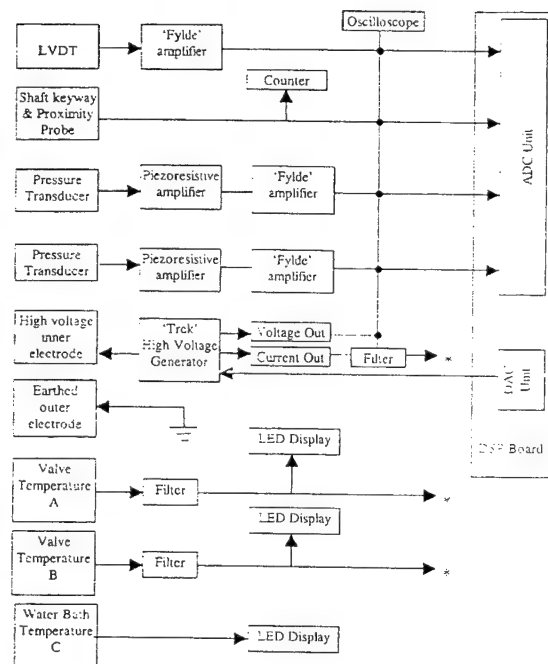 Oscilloscope
LVDT
'Fylde'
amplifier
Counter
Shaft keyway
& Proximity
Probe
ADC Unit
Pressure
Transducer
Piezoresistive
amplifier
'Fylde'
amplifier
Pressure
Transducer
Piezoresistive
amplifier
'Fylde'
amplifier
High voltage
inner
electrode
'Trek'
High Voltage
Generator
Voltage Out
Current Out
Filter
*
DAC
Unit
Earthed
outer
electrode
DSP Board
LED Display
Valve
Temperature
A
Filter
*
LED Display
Valve
Temperature
B
Filter
*
Water Bath
Temperature
C
LED Display